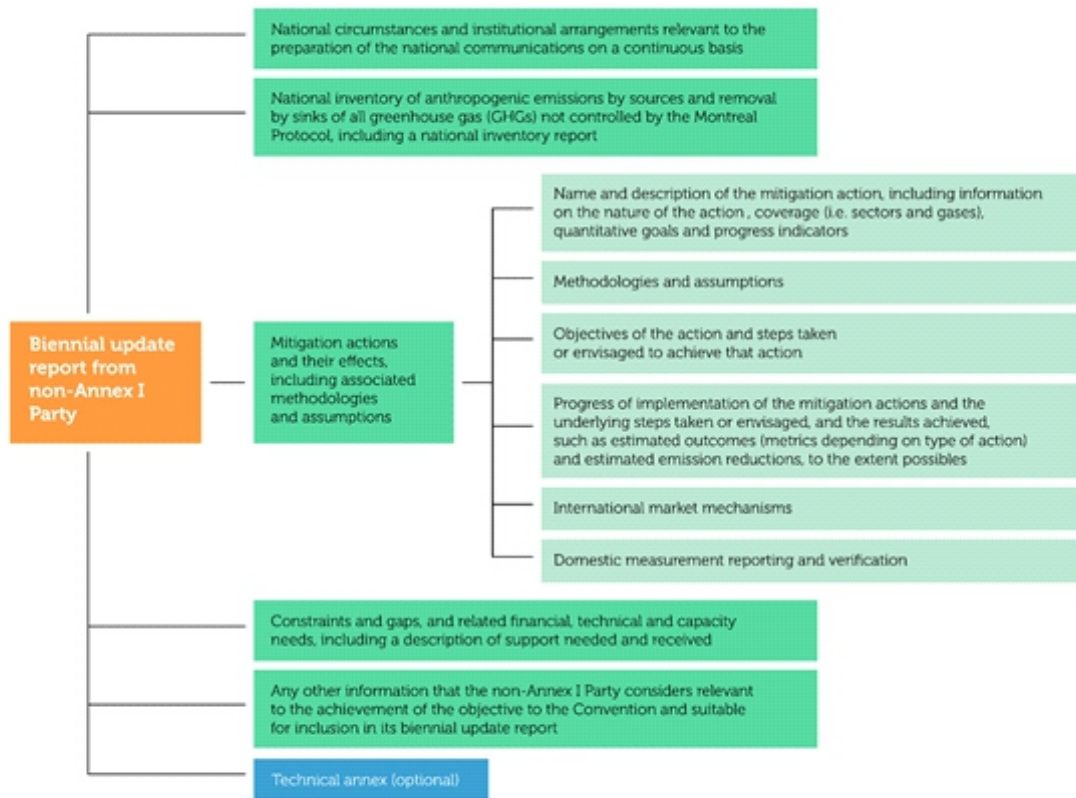 National circumstances and institutional arrangements relevant to the
preparation of the national communications on a continuous basis
National inventory of anthropogenic emissions by sources and removal
by sinks of all greenhouse gas (GHGs) not controlled by the Montreal
Protocol, including a national inventory report
Biennial update
report from
non-Annex I
Party
Mitigation actions
and their effects,
including associated
methodologies
and assumptions
Name and description of the mitigation action, including information
on the nature of the action , coverage (i.e. sectors and gases),
quantitative goals and progress indicators
Methodologies and assumptions
Objectives of the action and steps taken
or envisaged to achieve that action
Progress of implementation of the mitigation actions and the
underlying steps taken or envisaged, and the results achieved,
such as estimated outcomes (metrics depending on type of action)
and estimated emission reductions, to the extent possibles
International market mechanisms
Domestic measurement reporting and verification
Constraints and gaps, and related financial, technical and capacity
needs, including a description of support needed and received
Any other information that the non-Annex I Party considers relevant
to the achievement of the objective to the Convention and suitable
for inclusion in its biennial update report
Technical annex (optional)